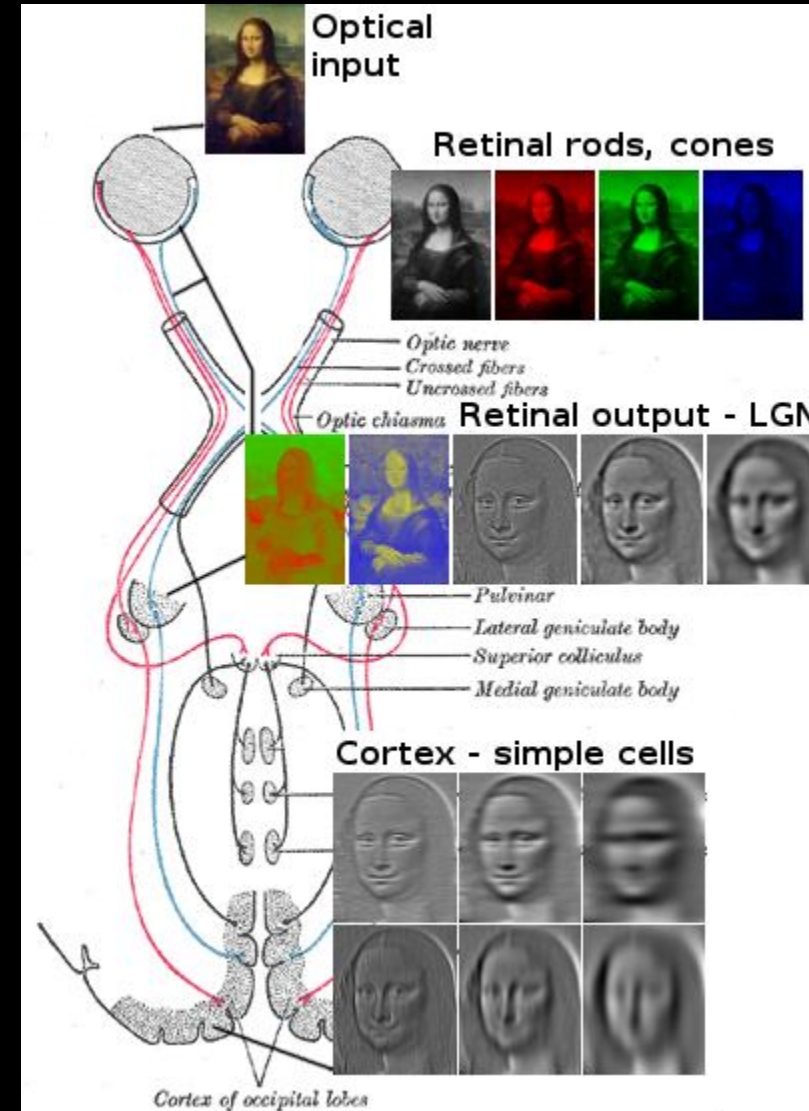 Optical
input
Retinal rods, cones
Optic nerve
Crossed fibers
Uncrossed fibers
Optic chiasma
Retinal output - LGN
Pulvinar
Lateral geniculate body
Superior colliculus
Medial geniculate body
Cortex - simple cells
Cortex of occipital lobes